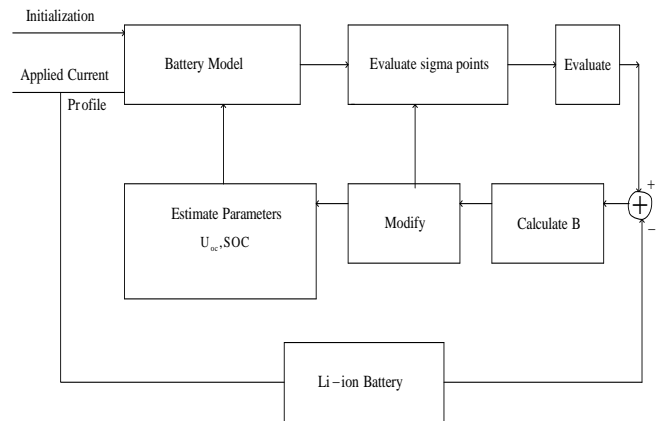 Initialization
Applied Current
Profile
Battery Model
Evaluate sigma points
Evaluate
+
Estimate Parameters
U_oc,SOC
Modify
Calculate B
+
−
Li−ion Battery